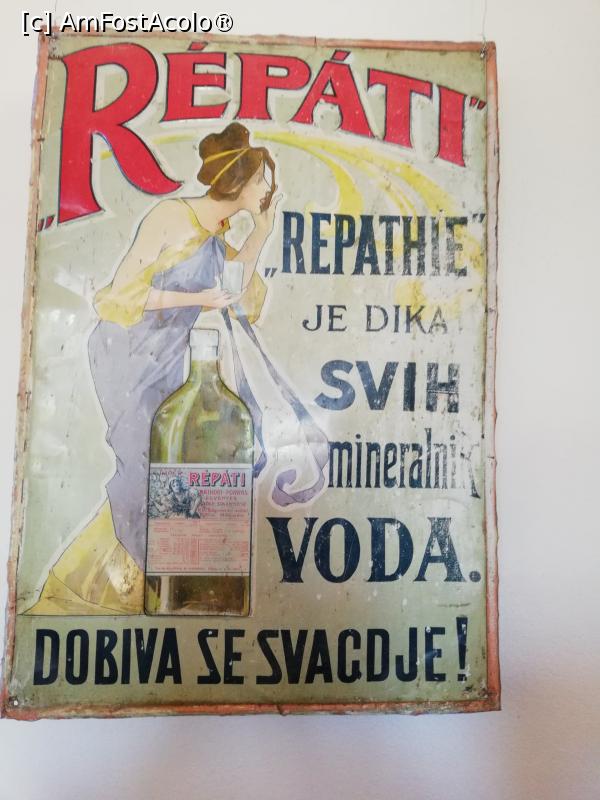 [c] AmFostAcolo®
„RÉPÁTI”
„REPATHIE”
JE DIKA
SVIH
mineralnih
VODA.
RÉPÁTI
DOBIVA SE SVAGDJE!